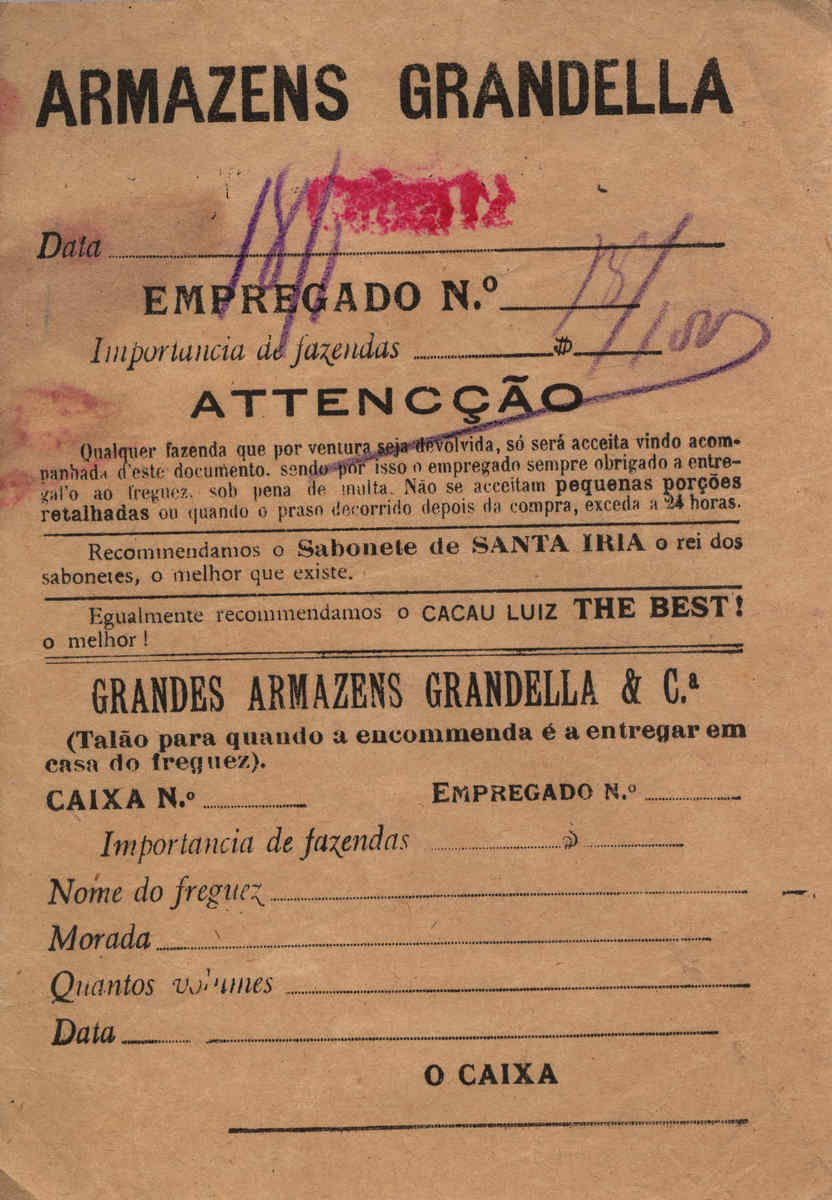 ARMAZENS GRANDELLA
Data
EMPREGADO N.º
Importancia de fazendas $
ATTENCÇÃO
Qualquer fazenda que por ventura seja devolvida, só será acceita vindo acom-
panhada d'este documento. sendo por isso o empregado sempre obrigado a entre-
gal'o ao freguez, sob pena de multa. Não se acceitam pequenas porções
retalhadas ou quando o praso decorrido depois da compra, exceda a 24 horas.
Recommendamos o Sabonete de SANTA IRIA o rei dos
sabonetes, o melhor que existe.
Egualmente recommendamos o CACAU LUIZ THE BEST!
o melhor!
GRANDES ARMAZENS GRANDELLA & C.ª
(Talão para quando a encommenda é a entregar em
casa do freguez).
CAIXA N.º EMPREGADO N.º
Importancia de fazendas $
Nome do freguez
Morada
Quantos volumes
Data
O CAIXA